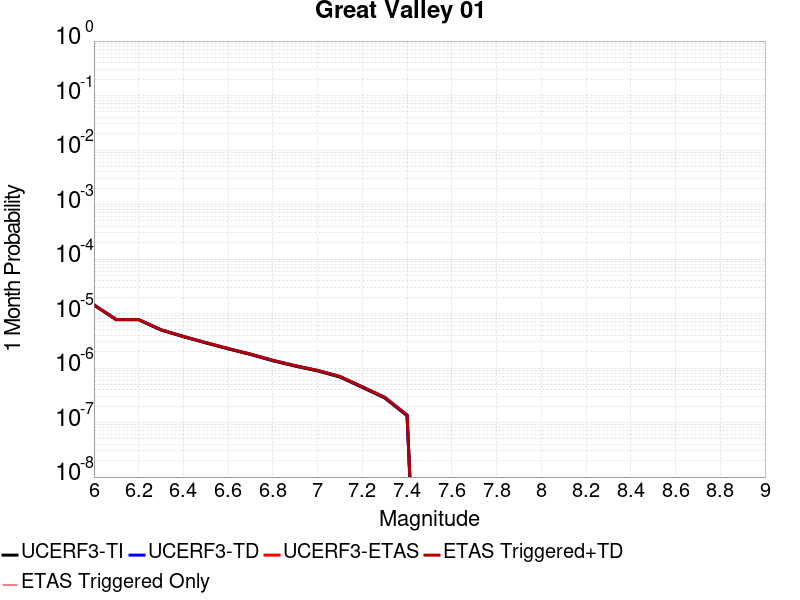 Great Valley 01
10^0
10^-1
10^-2
10^-3
10^-4
10^-5
10^-6
10^-7
10^-8
1 Month Probability
6 6.2 6.4 6.6 6.8 7 7.2 7.4 7.6 7.8 8 8.2 8.4 8.6 8.8 9
Magnitude
UCERF3-TI UCERF3-TD UCERF3-ETAS ETAS Triggered+TD
ETAS Triggered Only